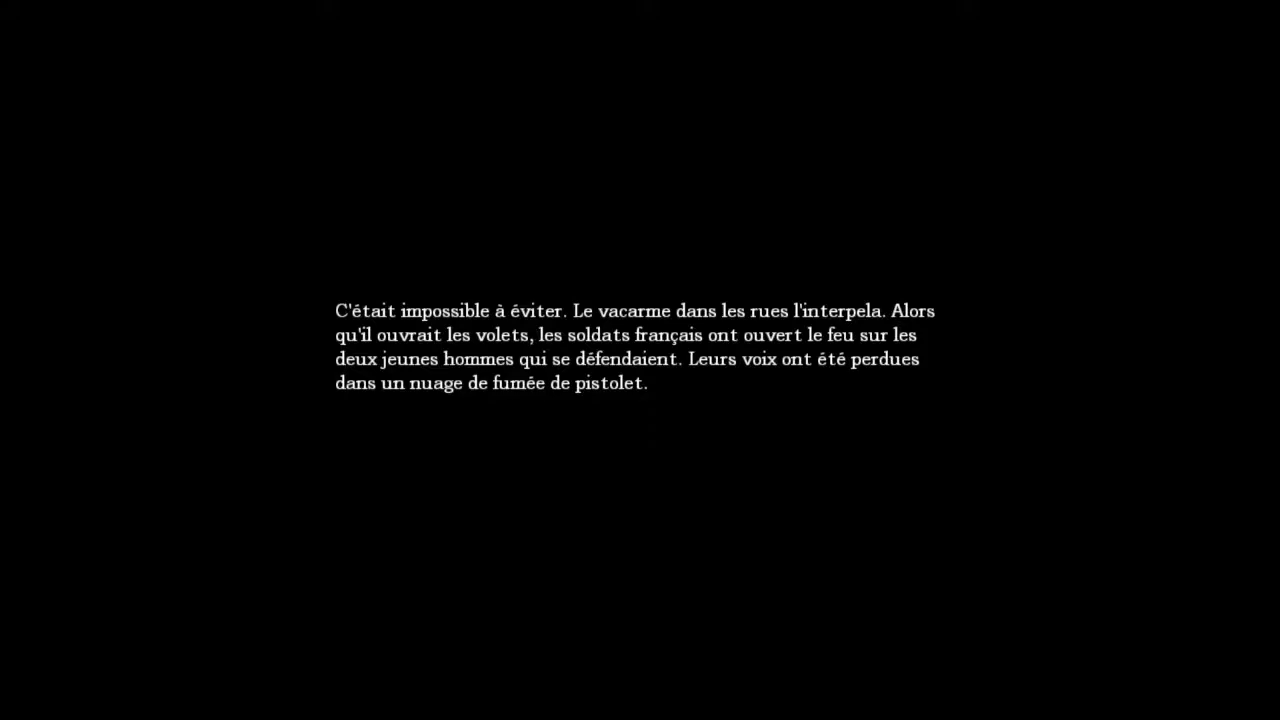 C'était impossible à éviter. Le vacarme dans les rues l'interpela. Alors
qu'il ouvrait les volets, les soldats français ont ouvert le feu sur les
deux jeunes hommes qui se défendaient. Leurs voix ont été perdues
dans un nuage de fumée de pistolet.